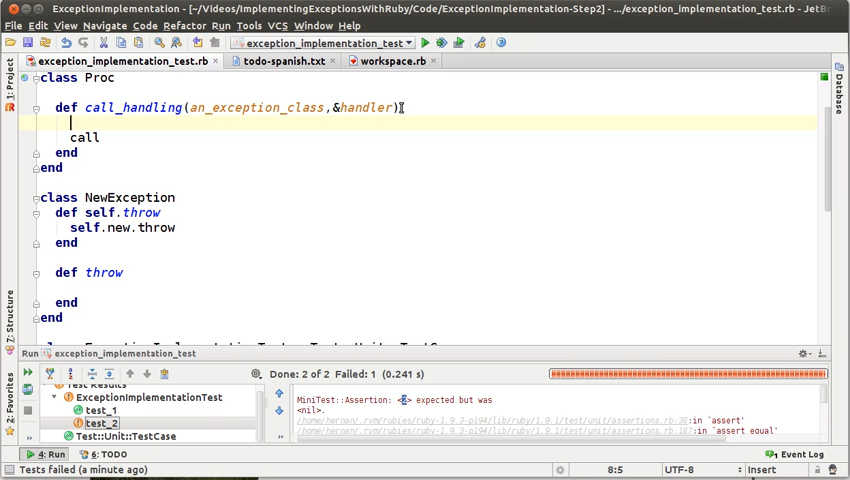 ExceptionImplementation - [~/Videos/ImplementingExceptionsWithRuby/Code/ExceptionImplementation-Step2] - .../exception_implementation_test.rb - JetBr
File Edit View Navigate Code Refactor Run Tools VCS Window Help
exception_implementation_test
exception_implementation_test.rb todo-spanish.txt workspace.rb
1: Project
7: Structure
2: Favorites
Database
class Proc
def call_handling(an_exception_class,&handler)
call
end
end
class NewException
def self.throw
self.new.throw
end
def throw
end
end
Run exception_implementation_test
Done: 2 of 2 Failed: 1 (0.241 s)
Test Results
ExceptionImplementationTest
test_1
test_2
Test::Unit::TestCase
MiniTest::Assertion: <2> expected but was
<nil>.
/home/hernan/.rvm/rubies/ruby-1.9.3-p194/lib/ruby/1.9.1/test/unit/assertions.rb:38:in `assert'
/home/hernan/.rvm/rubies/ruby-1.9.3-p194/lib/ruby/1.9.1/test/unit/assertions.rb:187:in `assert_equal'
4: Run 6: TODO Event Log
Tests failed (a minute ago) 8:5 UTF-8 Insert